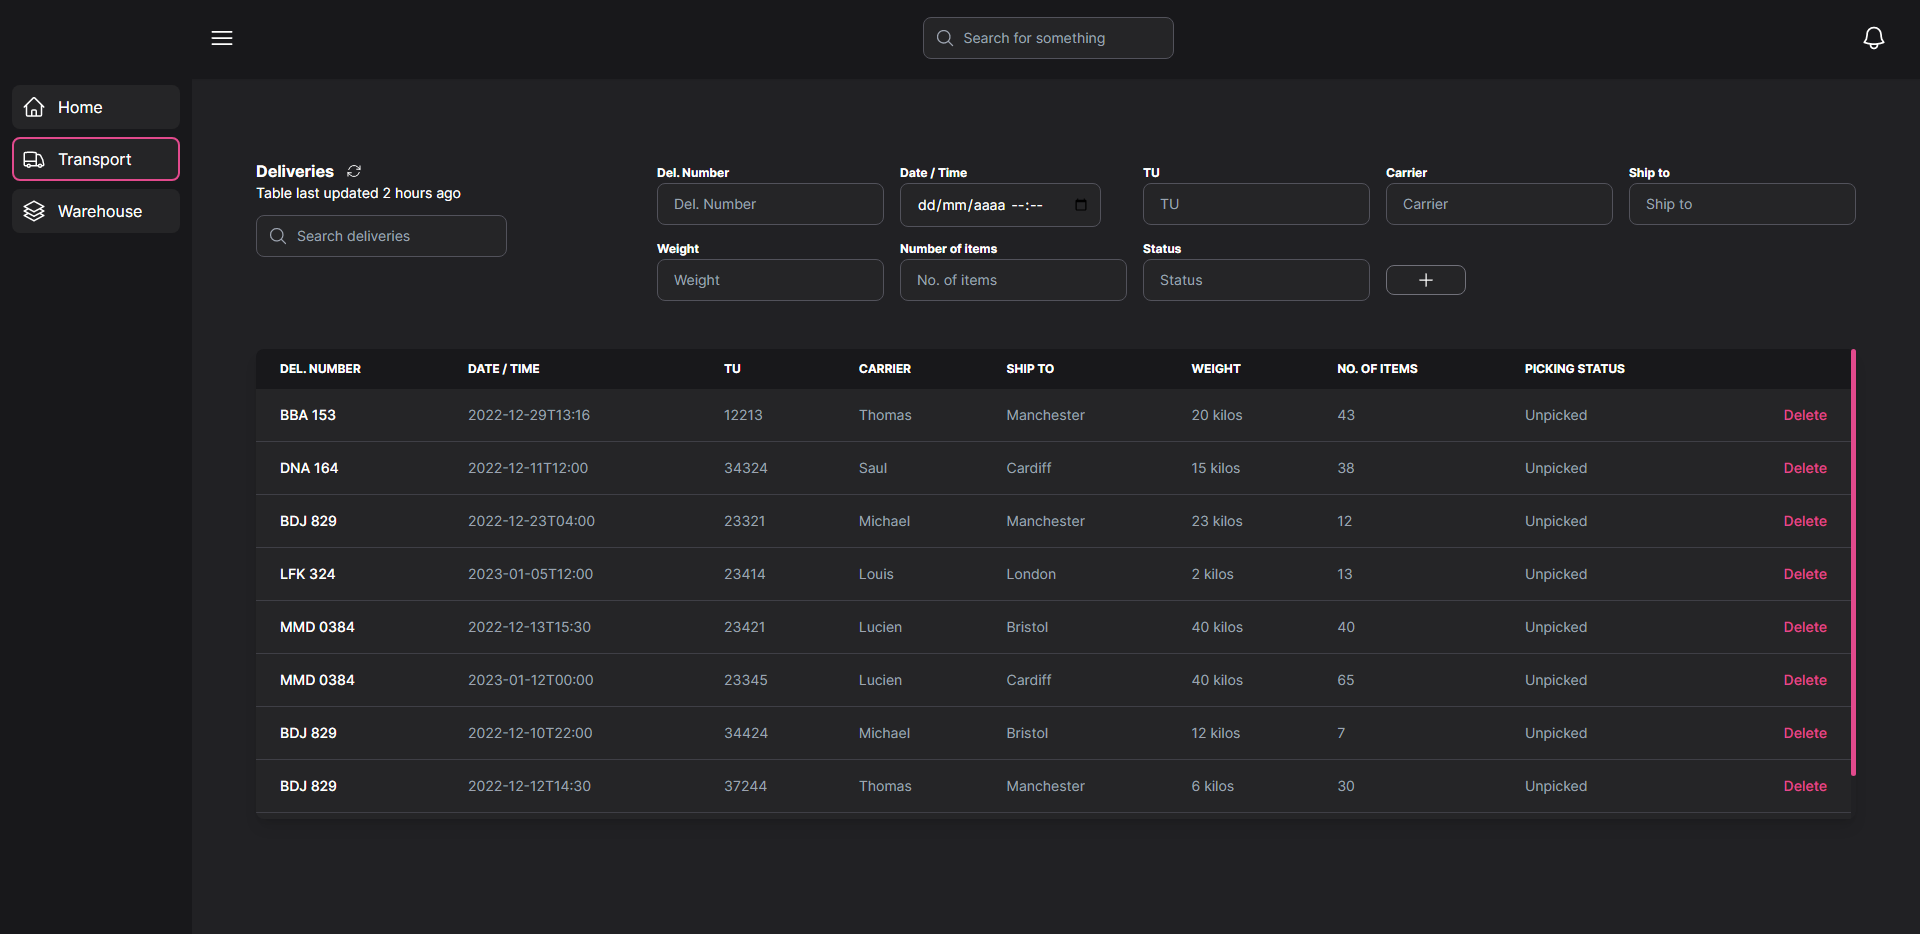 Search for something
Home
Transport
Warehouse
Deliveries
Table last updated 2 hours ago
Search deliveries
Del. Number Date / Time TU Carrier Ship to
Del. Number dd/mm/aaaa --:-- TU Carrier Ship to
Weight Number of items Status
Weight No. of items Status +
DEL. NUMBER DATE / TIME TU CARRIER SHIP TO WEIGHT NO. OF ITEMS PICKING STATUS
BBA 153 2022-12-29T13:16 12213 Thomas Manchester 20 kilos 43 Unpicked Delete
DNA 164 2022-12-11T12:00 34324 Saul Cardiff 15 kilos 38 Unpicked Delete
BDJ 829 2022-12-23T04:00 23321 Michael Manchester 23 kilos 12 Unpicked Delete
LFK 324 2023-01-05T12:00 23414 Louis London 2 kilos 13 Unpicked Delete
MMD 0384 2022-12-13T15:30 23421 Lucien Bristol 40 kilos 40 Unpicked Delete
MMD 0384 2023-01-12T00:00 23345 Lucien Cardiff 40 kilos 65 Unpicked Delete
BDJ 829 2022-12-10T22:00 34424 Michael Bristol 12 kilos 7 Unpicked Delete
BDJ 829 2022-12-12T14:30 37244 Thomas Manchester 6 kilos 30 Unpicked Delete